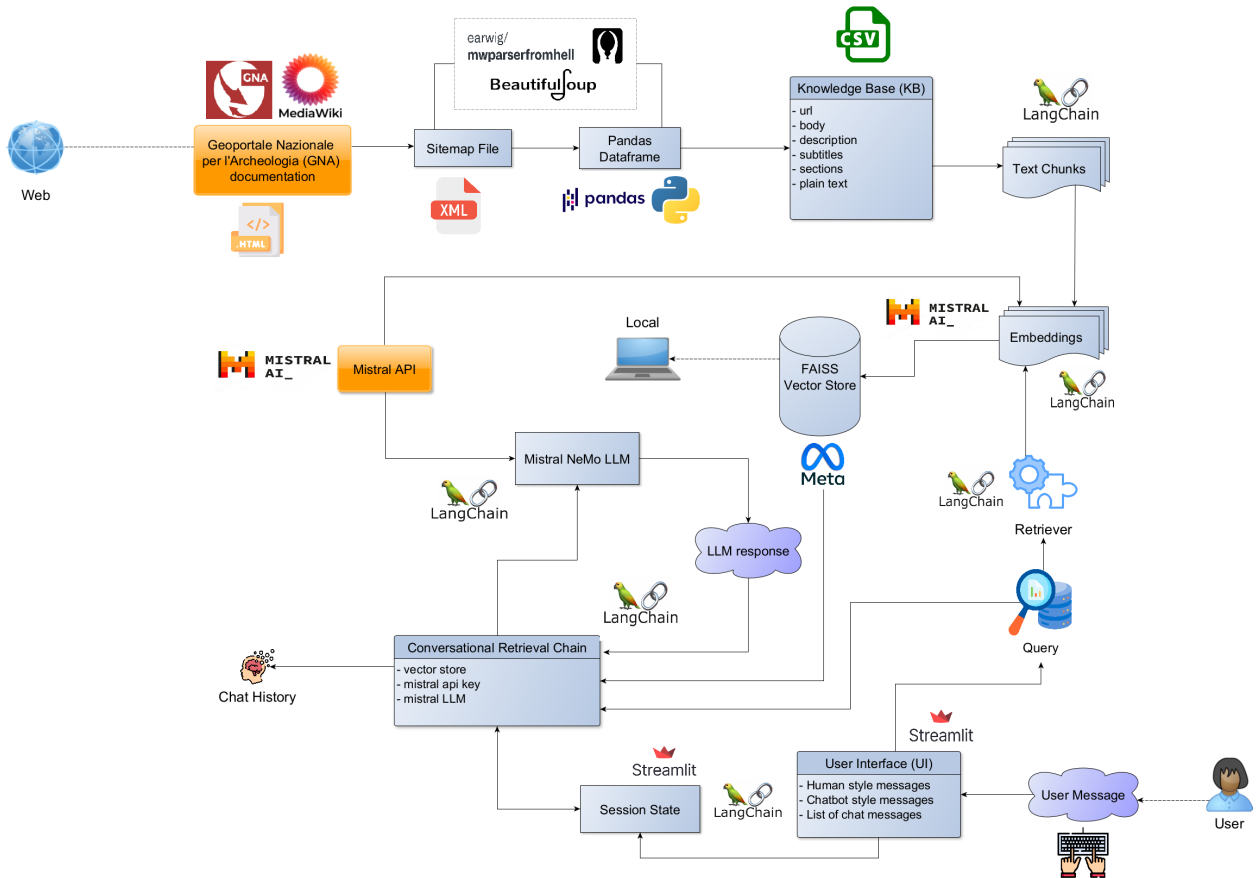 earwig/
mwparserfromhell
BeautifulSoup
CSV
GNA
MediaWiki
Geoportale Nazionale
per l'Archeologia (GNA)
documentation
Sitemap File
Pandas
Dataframe
Knowledge Base (KB)
- url
- body
- description
- subtitles
- sections
- plain text
LangChain
Text Chunks
Web
</>
.HTML
XML
pandas
Local
MISTRAL
AI_
Embeddings
FAISS
Vector Store
MISTRAL
AI_
Mistral API
LangChain
Mistral NeMo LLM
Meta
LangChain
LangChain
Retriever
LLM response
LangChain
Query
Conversational Retrieval Chain
- vector store
- mistral api key
- mistral LLM
Chat History
Streamlit
Streamlit
User Interface (UI)
- Human style messages
- Chatbot style messages
- List of chat messages
Session State
LangChain
User Message
User